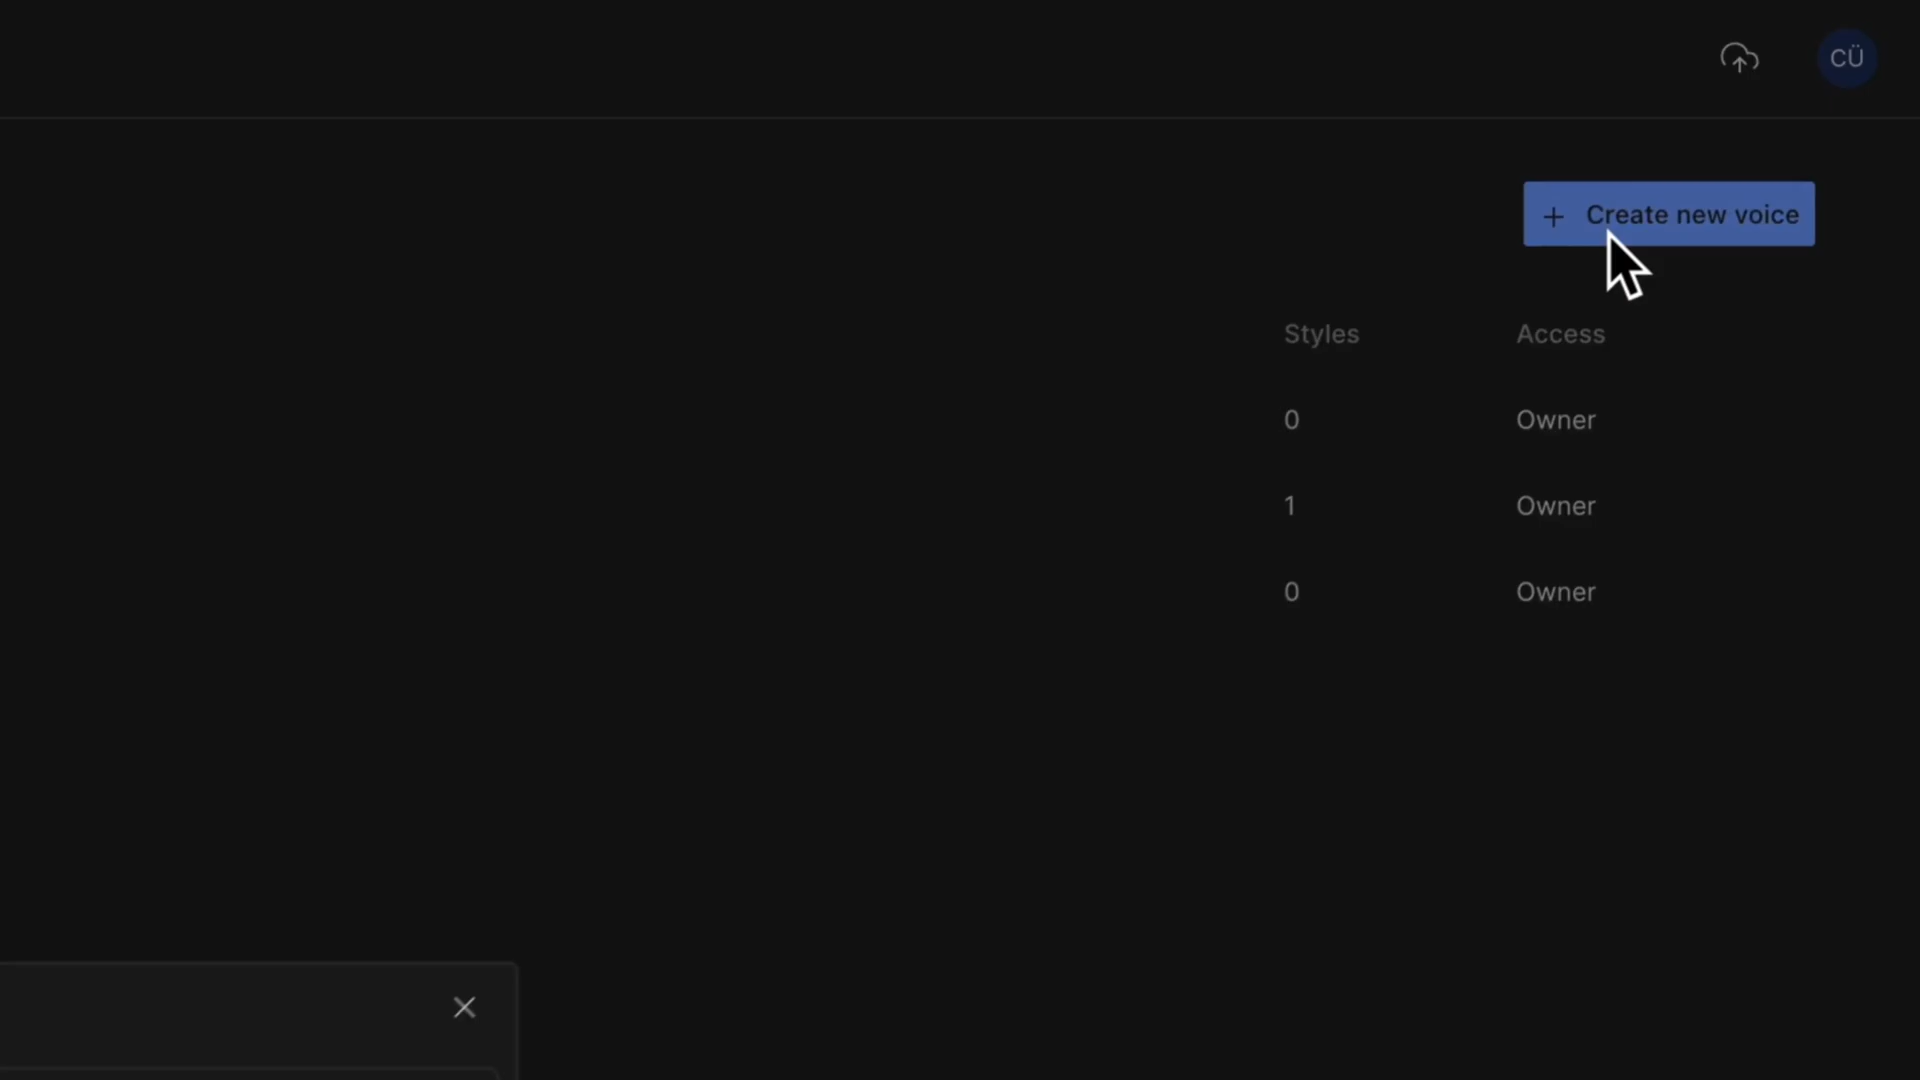 CÜ
+ Create new voice
Styles Access
0 Owner
1 Owner
0 Owner